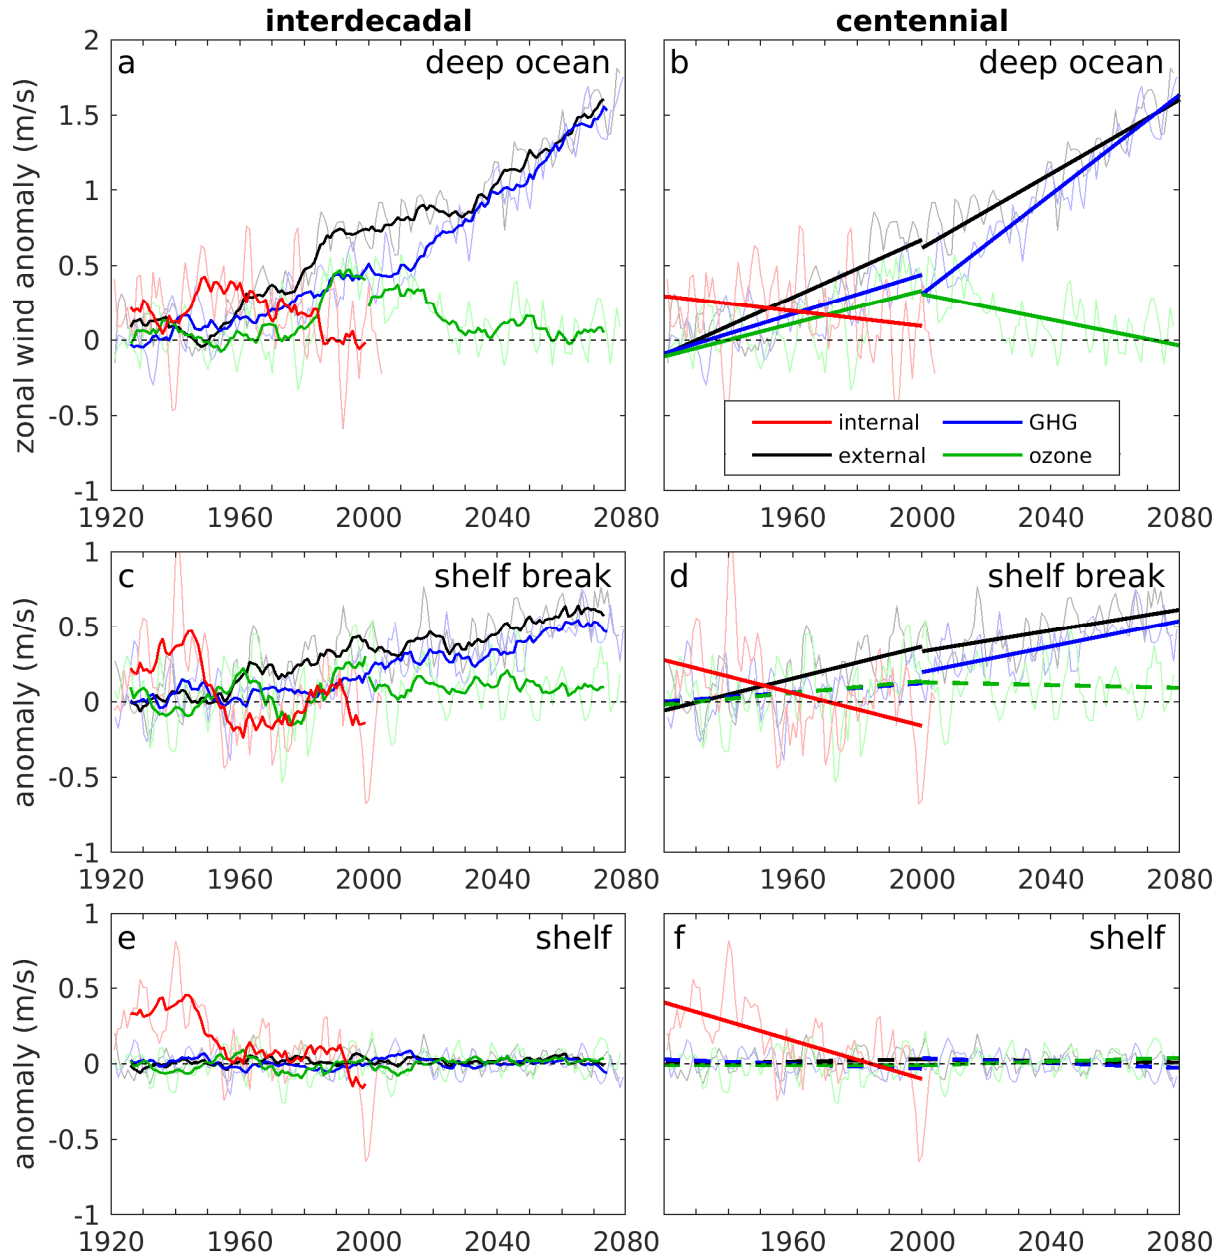 interdecadal
centennial
a
deep ocean
b
deep ocean
zonal wind anomaly (m/s)
2
1.5
1
0.5
0
-0.5
-1
internal
GHG
external
ozone
1920
1960
2000
2040
2080
1960
2000
2040
2080
c
shelf break
d
shelf break
anomaly (m/s)
1
0.5
0
-0.5
-1
1920
1960
2000
2040
2080
1960
2000
2040
2080
e
shelf
f
shelf
anomaly (m/s)
1
0.5
0
-0.5
-1
1920
1960
2000
2040
2080
1960
2000
2040
2080